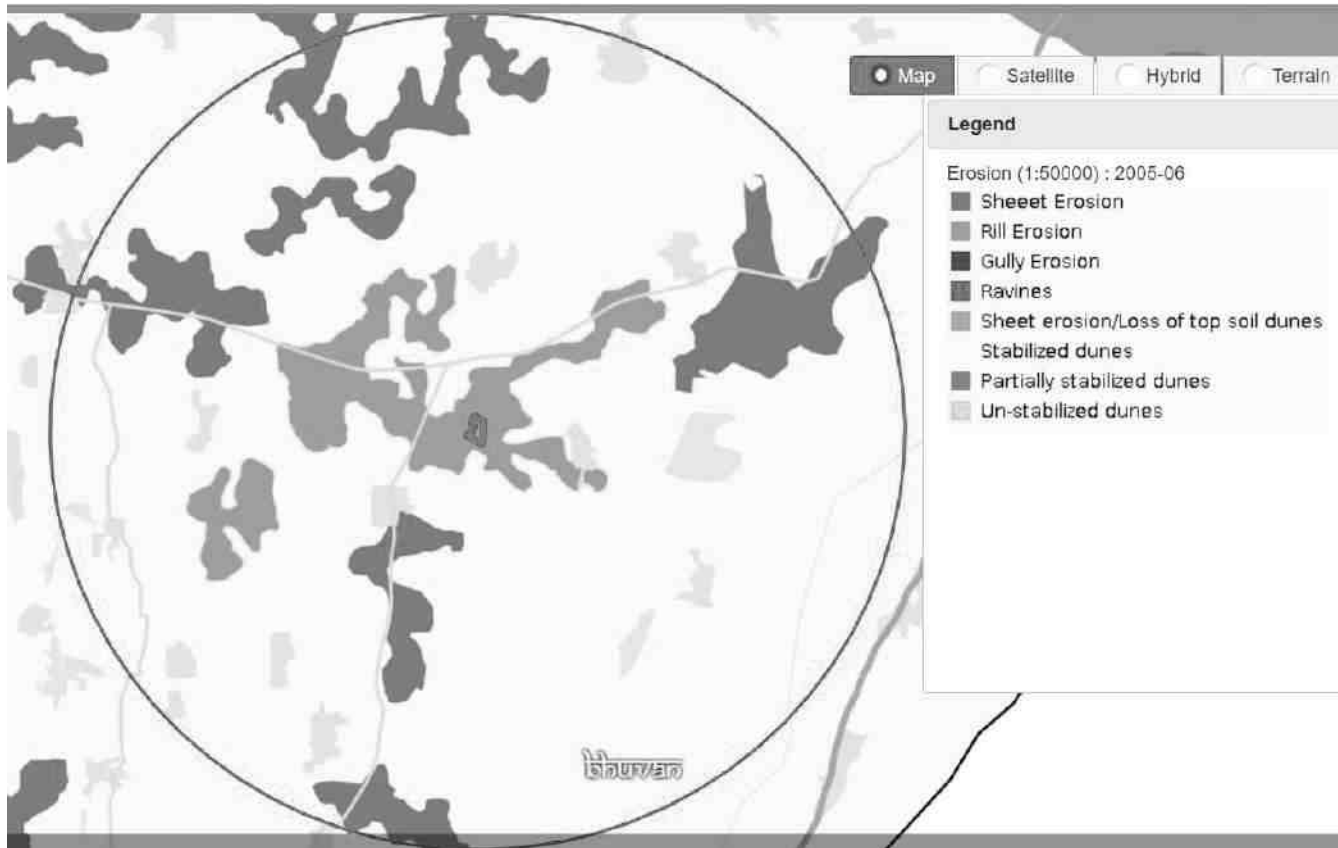 Map Satellite Hybrid Terrain
Legend
Erosion (1:50000) : 2005-06
Sheeet Erosion
Rill Erosion
Gully Erosion
Ravines
Sheet erosion/Loss of top soil dunes
Stabilized dunes
Partially stabilized dunes
Un-stabilized dunes
bhuvan